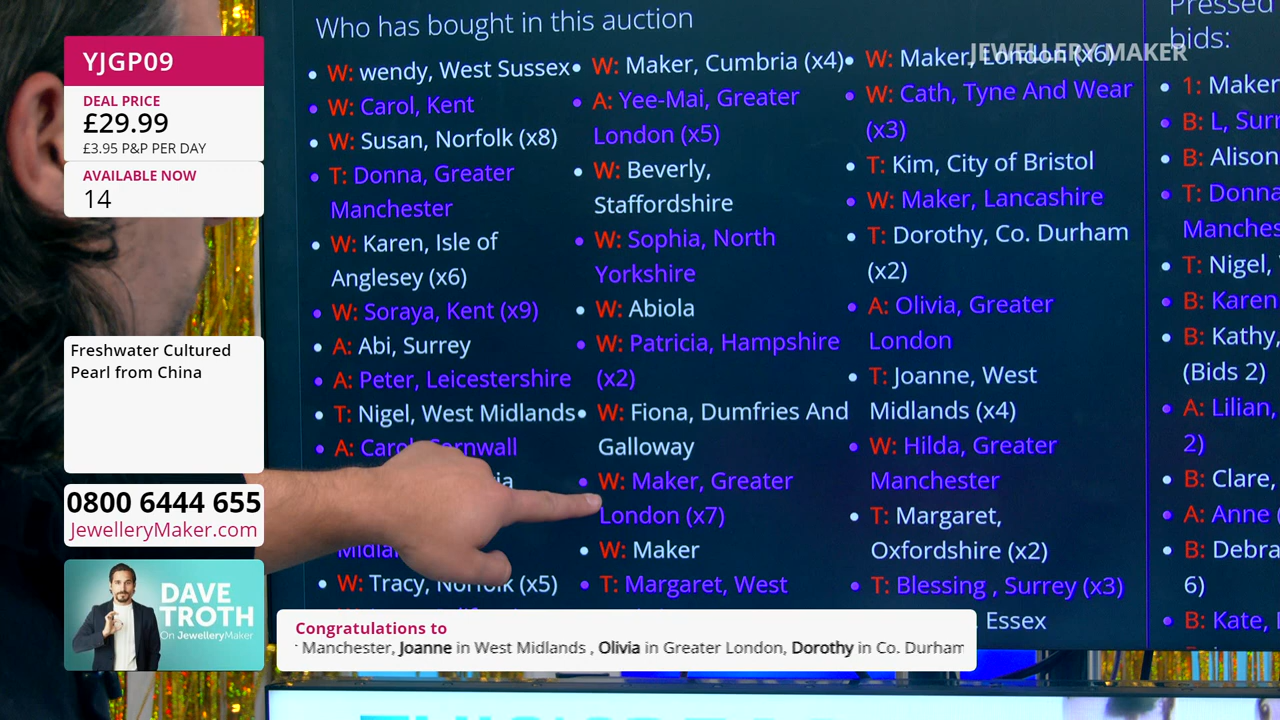 YJGP09
DEAL PRICE
£29.99
£3.95 P&P PER DAY
AVAILABLE NOW
14
Freshwater Cultured
Pearl from China
0800 6444 655
JewelleryMaker.com
DAVE
TROTH
On JewelleryMaker
Who has bought in this auction
W: wendy, West Sussex
W: Carol, Kent
W: Susan, Norfolk (x8)
T: Donna, Greater
Manchester
W: Karen, Isle of
Anglesey (x6)
W: Soraya, Kent (x9)
A: Abi, Surrey
A: Peter, Leicestershire
T: Nigel, West Midlands
A: Carol, Cornwall
W: Tracy, Norfolk (x5)
W: Maker, Cumbria (x4)
A: Yee-Mai, Greater
London (x5)
W: Beverly,
Staffordshire
W: Sophia, North
Yorkshire
W: Abiola
W: Patricia, Hampshire
(x2)
W: Fiona, Dumfries And
Galloway
W: Maker, Greater
London (x7)
W: Maker
T: Margaret, West
JEWELLERY MAKER
W: Maker, London (x6)
W: Cath, Tyne And Wear
(x3)
T: Kim, City of Bristol
W: Maker, Lancashire
T: Dorothy, Co. Durham
(x2)
A: Olivia, Greater
London
T: Joanne, West
Midlands (x4)
W: Hilda, Greater
Manchester
T: Margaret,
Oxfordshire (x2)
T: Blessing , Surrey (x3)
, Essex
Pressed
bids:
1: Maker
B: L, Surr
B: Alison
T: Donna
Manches
T: Nigel,
B: Karen
B: Kathy,
(Bids 2)
A: Lilian,
2)
B: Clare,
A: Anne (
B: Debra
6)
B: Kate,
Congratulations to
Manchester, Joanne in West Midlands , Olivia in Greater London, Dorothy in Co. Durham